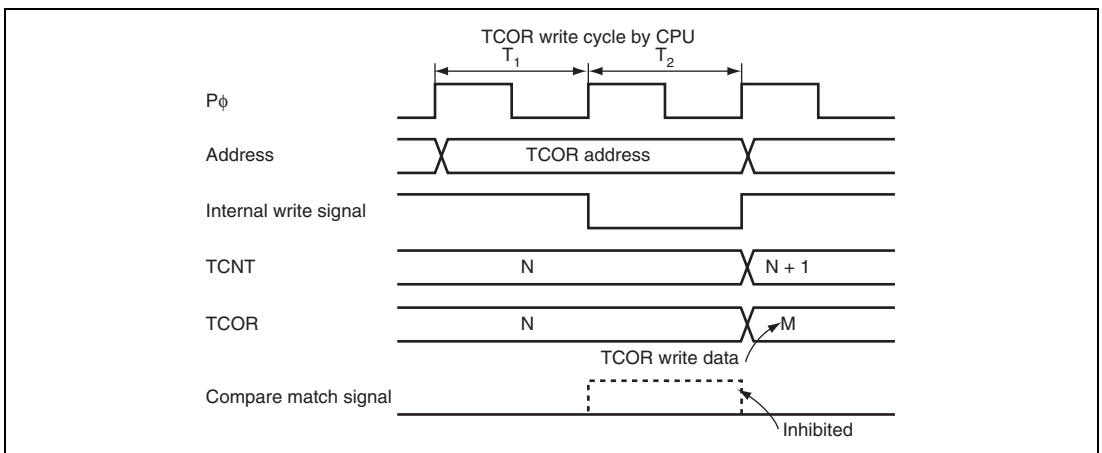 TCOR write cycle by CPU
T1 T2
Pϕ
Address TCOR address
Internal write signal
TCNT N N + 1
TCOR N M
TCOR write data
Compare match signal
Inhibited